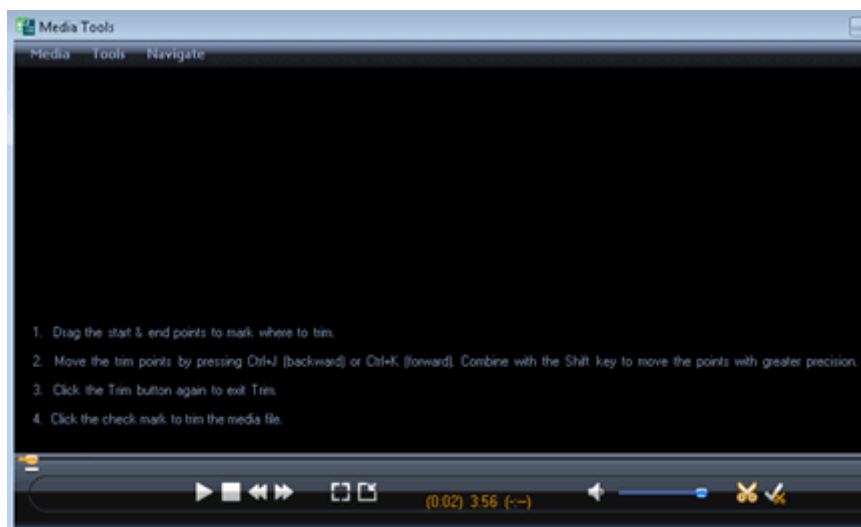 Media Tools
Media Tools Navigate
1. Drag the start & end points to mark where to trim.
2. Move the trim points by pressing Ctrl+J (backward) or Ctrl+K (forward). Combine with the Shift key to move the points with greater precision.
3. Click the Trim button again to exit Trim.
4. Click the check mark to trim the media file.
(0:02) 3:56 (-:--)